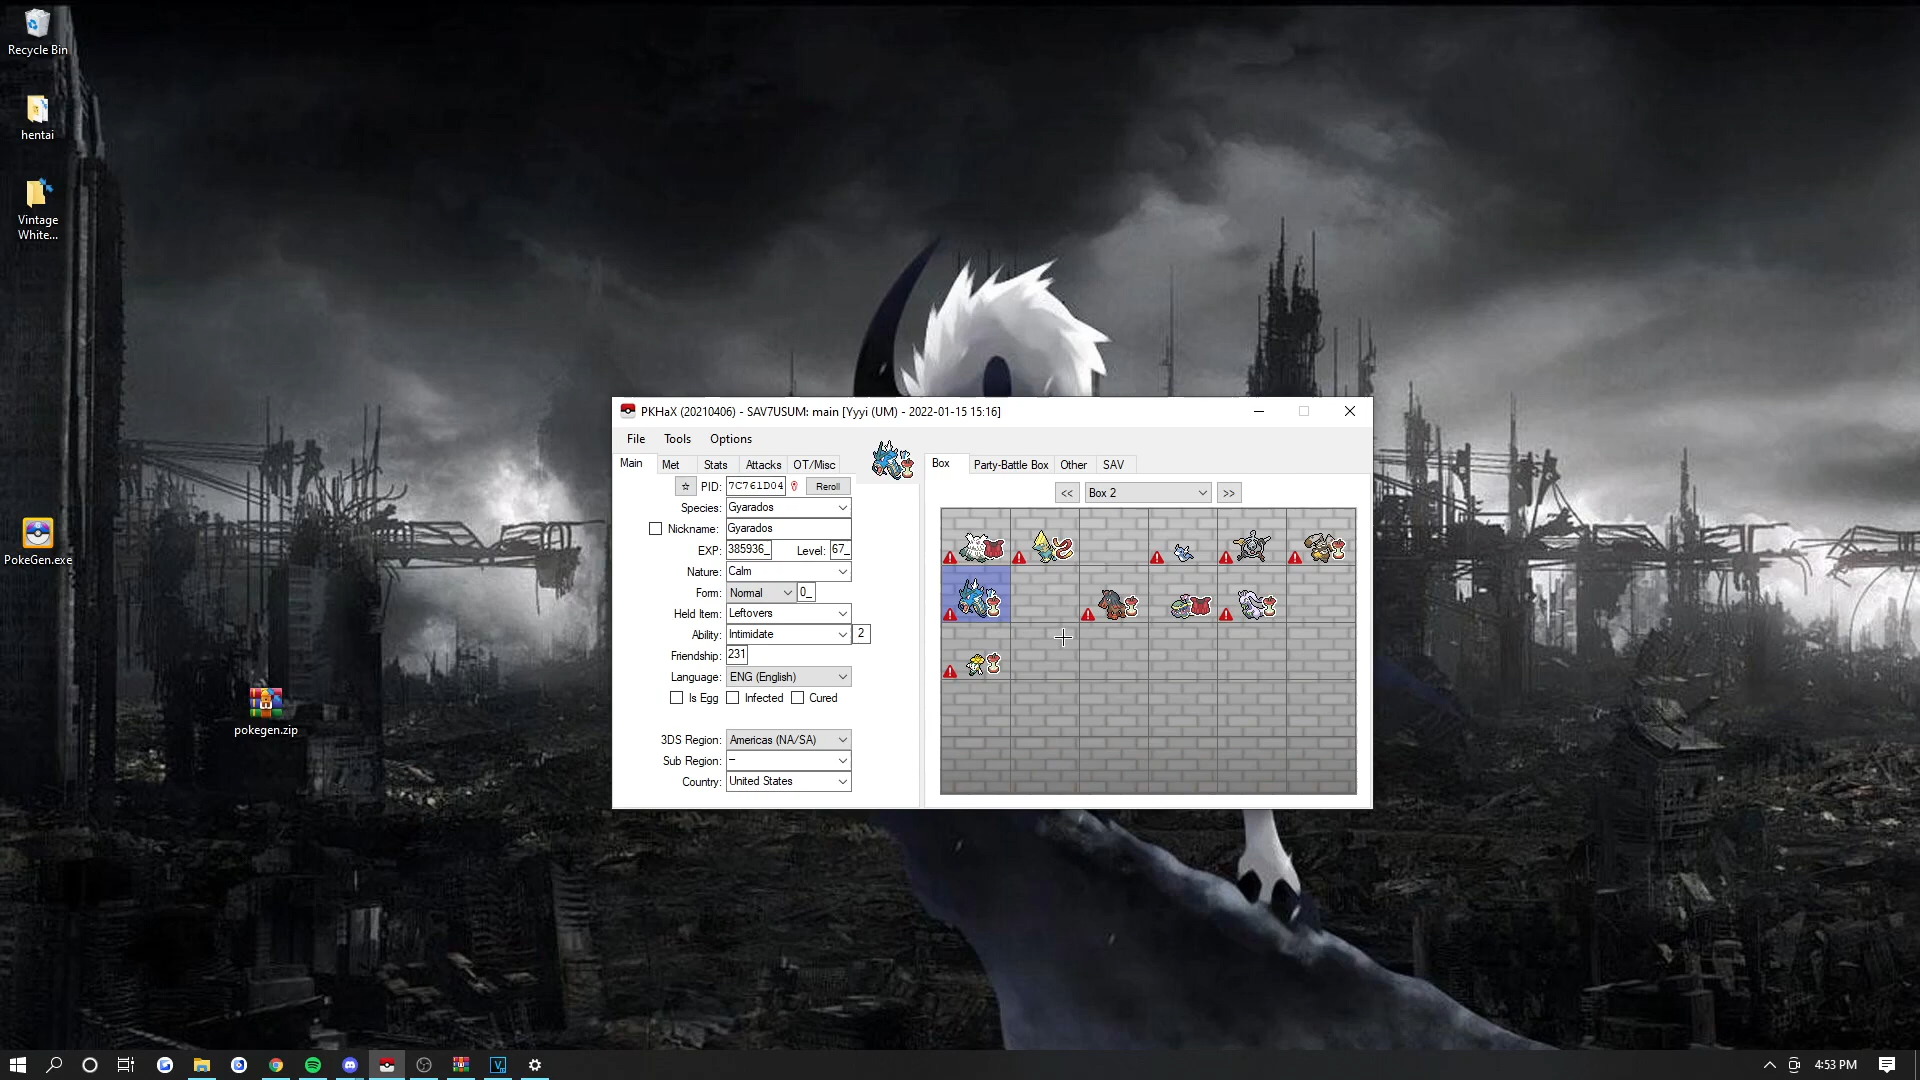 Recycle Bin
hentai
Vintage
White...
PokeGen.exe
pokegen.zip
PKHaX (20210406) - SAV7USUM: main [Yyyi (UM) - 2022-01-15 15:16]
File Tools Options
Main Met Stats Attacks OT/Misc
PID: 7C761D04 Reroll
Species: Gyarados
Nickname: Gyarados
EXP: 385936_ Level: 67_
Nature: Calm
Form: Normal 0_
Held Item: Leftovers
Ability: Intimidate 2
Friendship: 231
Language: ENG (English)
Is Egg Infected Cured
3DS Region: Americas (NA/SA)
Sub Region: –
Country: United States
Box Party-Battle Box Other SAV
<< Box 2 >>
4:53 PM